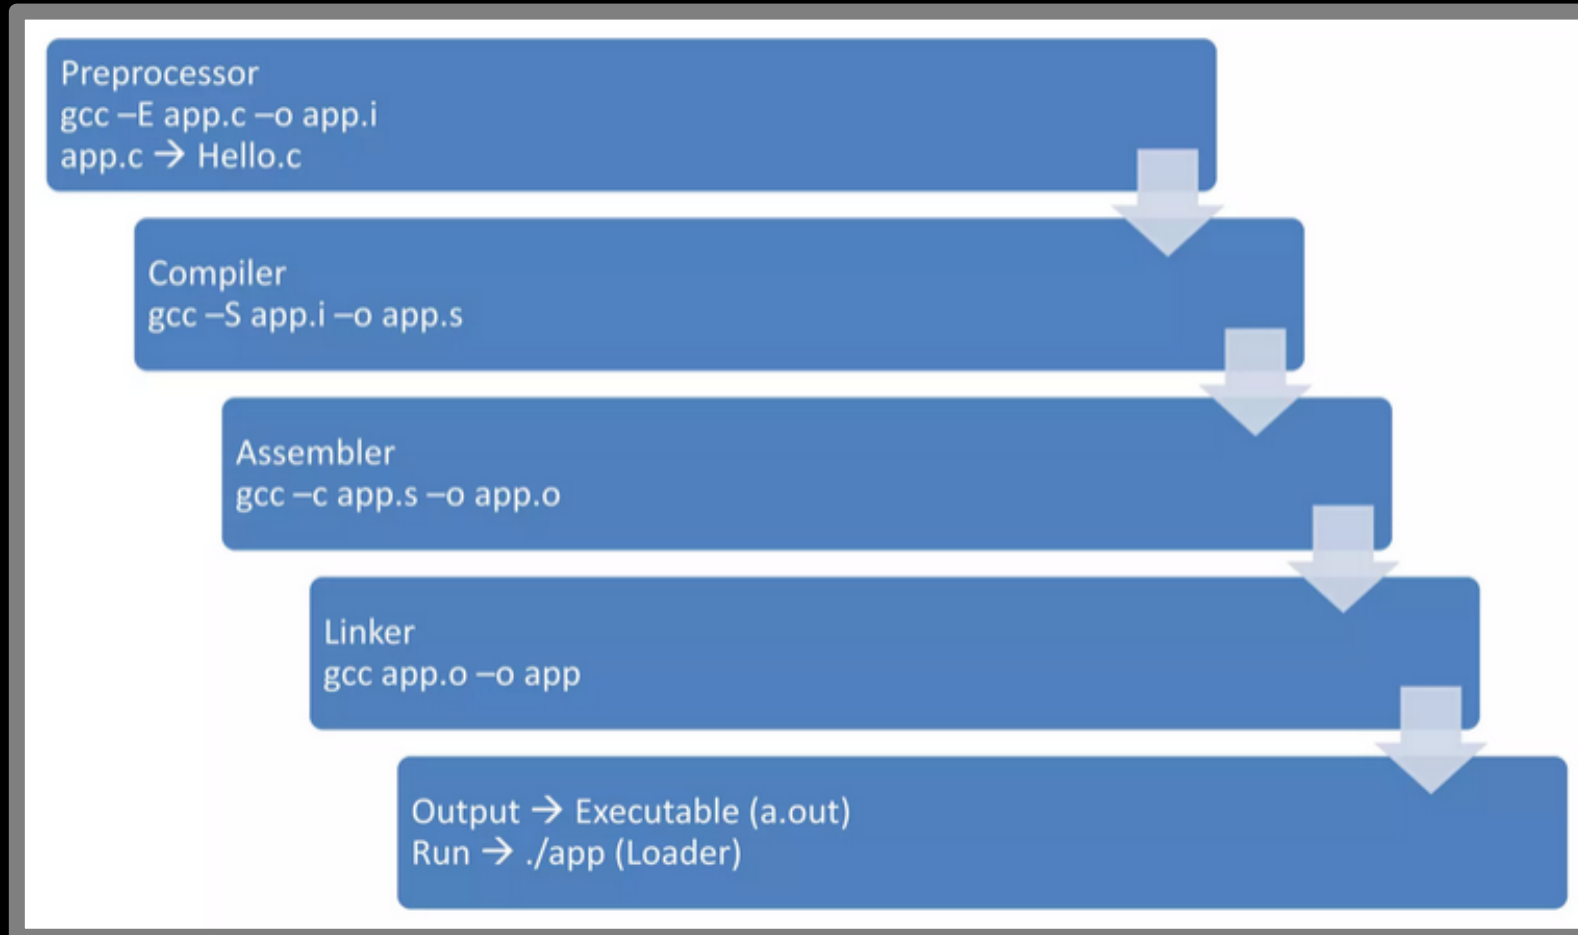 Preprocessor
gcc –E app.c –o app.i
app.c → Hello.c
Compiler
gcc –S app.i –o app.s
Assembler
gcc –c app.s –o app.o
Linker
gcc app.o –o app
Output → Executable (a.out)
Run → ./app (Loader)